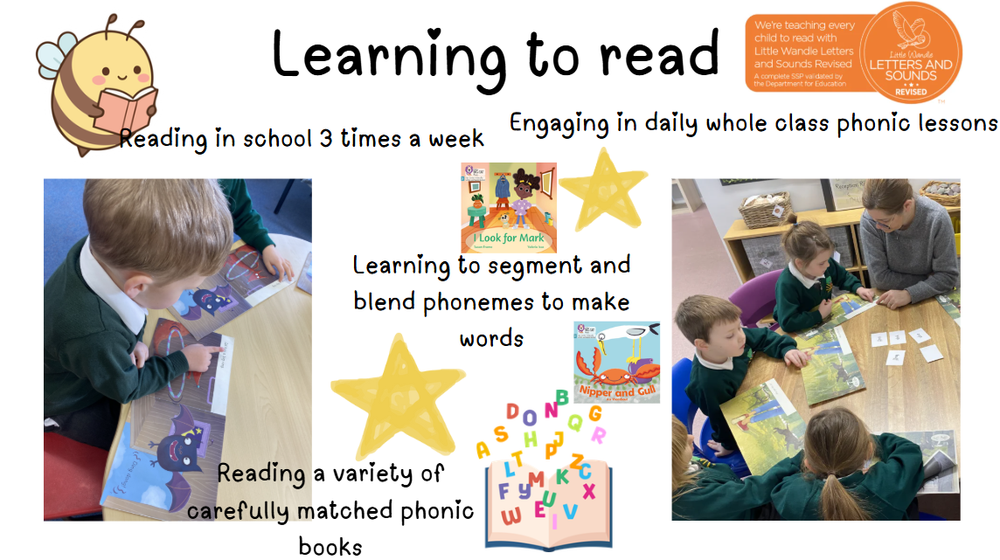 Learning to read
We're teaching every
child to read with
Little Wandle Letters
and Sounds Revised
A complete SSP validated by
the Department for Education
Little Wandle
LETTERS AND
SOUNDS
REVISED
TM
Engaging in daily whole class phonic lessons
Reading in school 3 times a week
I Look for Mark
Learning to segment and
blend phonemes to make
words
Nipper and Gull
Reading a variety of
carefully matched phonic
books
B
D O N G
S H Q R
A P J
L T Z C
F Y M K X
U
W E I V